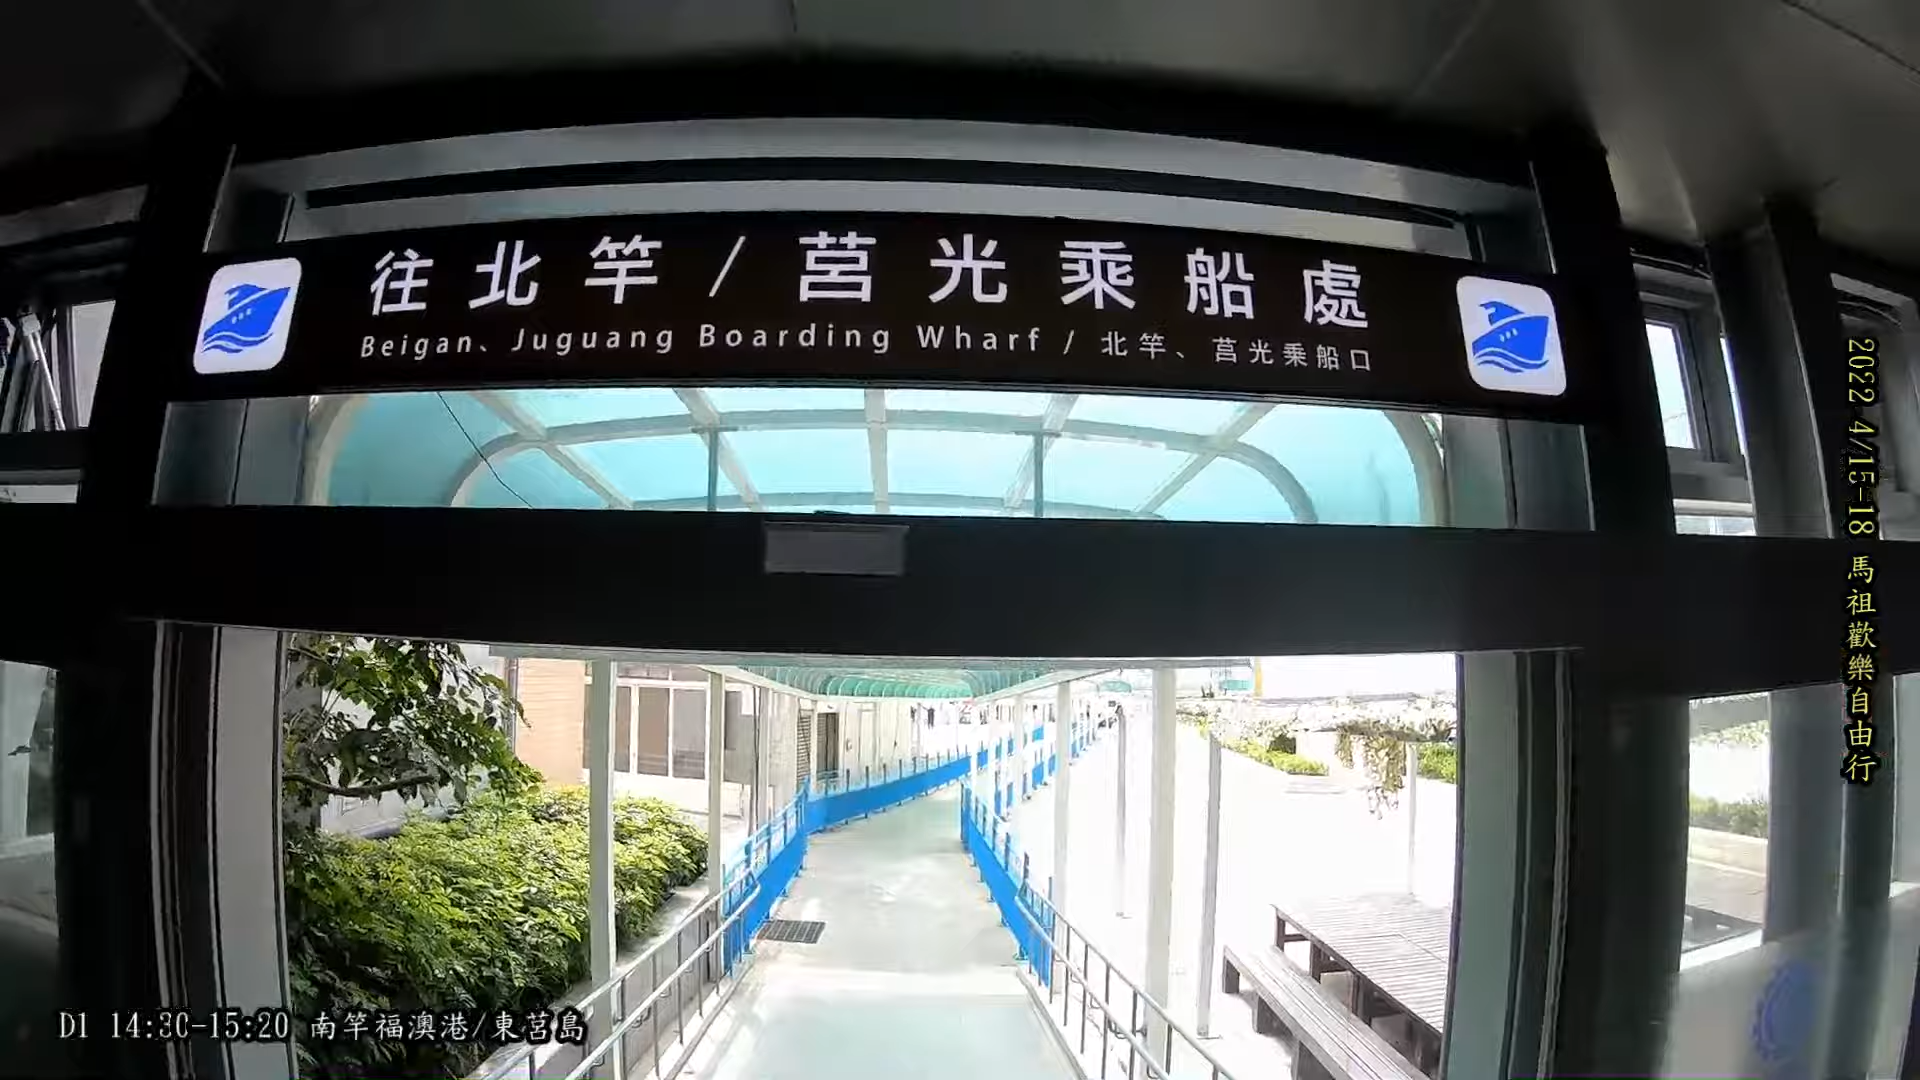 往北竿/莒光乘船處
Beigan、Juguang Boarding Wharf / 北竿、莒光乗船口
2022 4/15-18 馬祖歡樂自由行
D1 14:30-15:20 南竿福澳港/東莒島